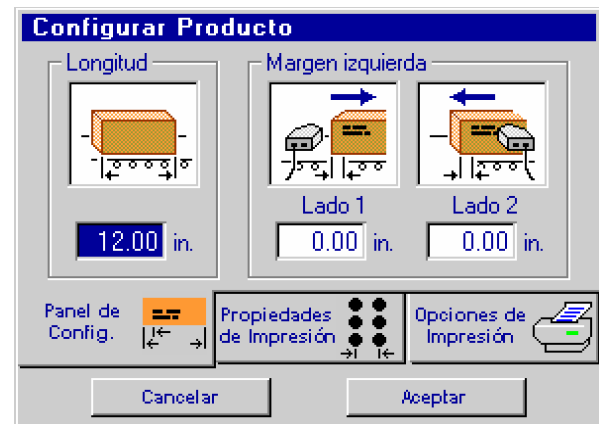 Configurar Producto
Longitud
Margen izquierda
Lado 1
Lado 2
12.00 in.
0.00 in.
0.00 in.
Panel de
Config.
Propiedades
de Impresión
Opciones de
Impresión
Cancelar
Aceptar